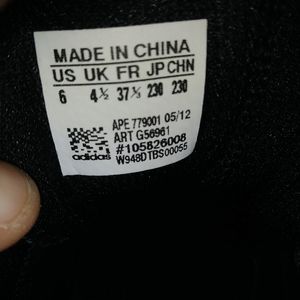 MADE IN CHINA
US UK FR JP CHN
6 4½ 37⅓ 230 230
APE 779001 05/12
ART G56961
#105826008
W948DTBS00055
adidas